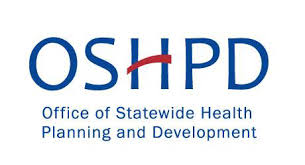 OSHPD
Office of Statewide Health
Planning and Development